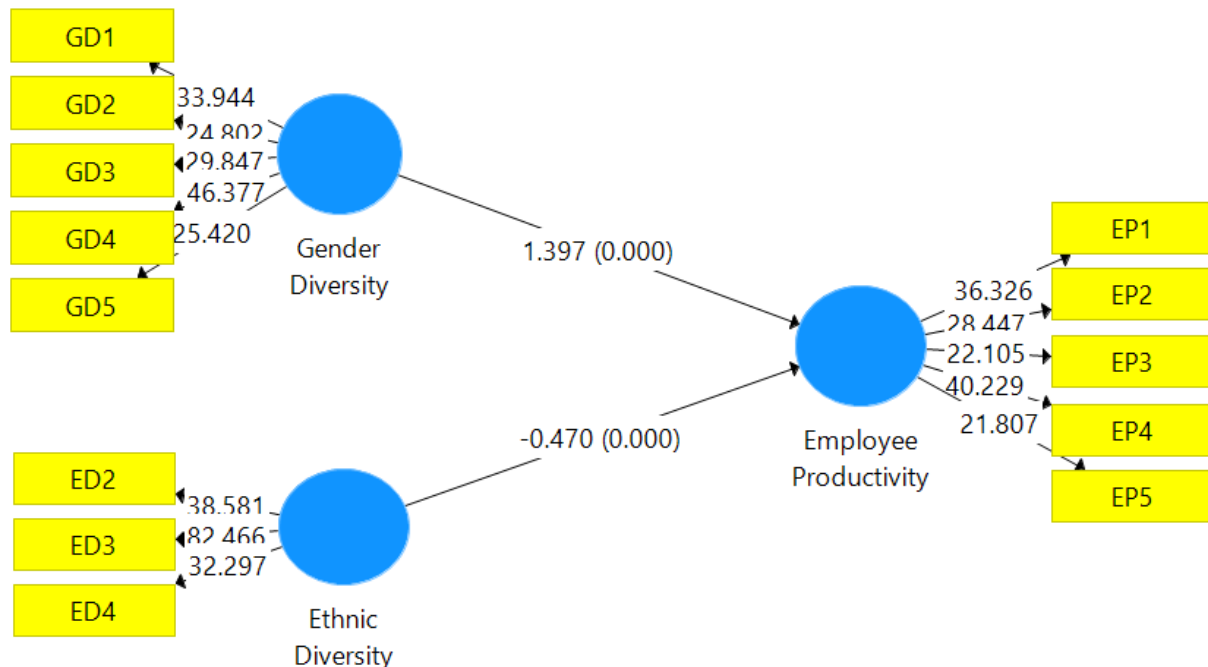 GD1
GD2
GD3
GD4
GD5
33.944
24.802
29.847
46.377
25.420
Gender
Diversity
1.397 (0.000)
EP1
EP2
EP3
EP4
EP5
36.326
28.447
22.105
40.229
21.807
Employee
Productivity
-0.470 (0.000)
ED2
ED3
ED4
38.581
82.466
32.297
Ethnic
Diversity